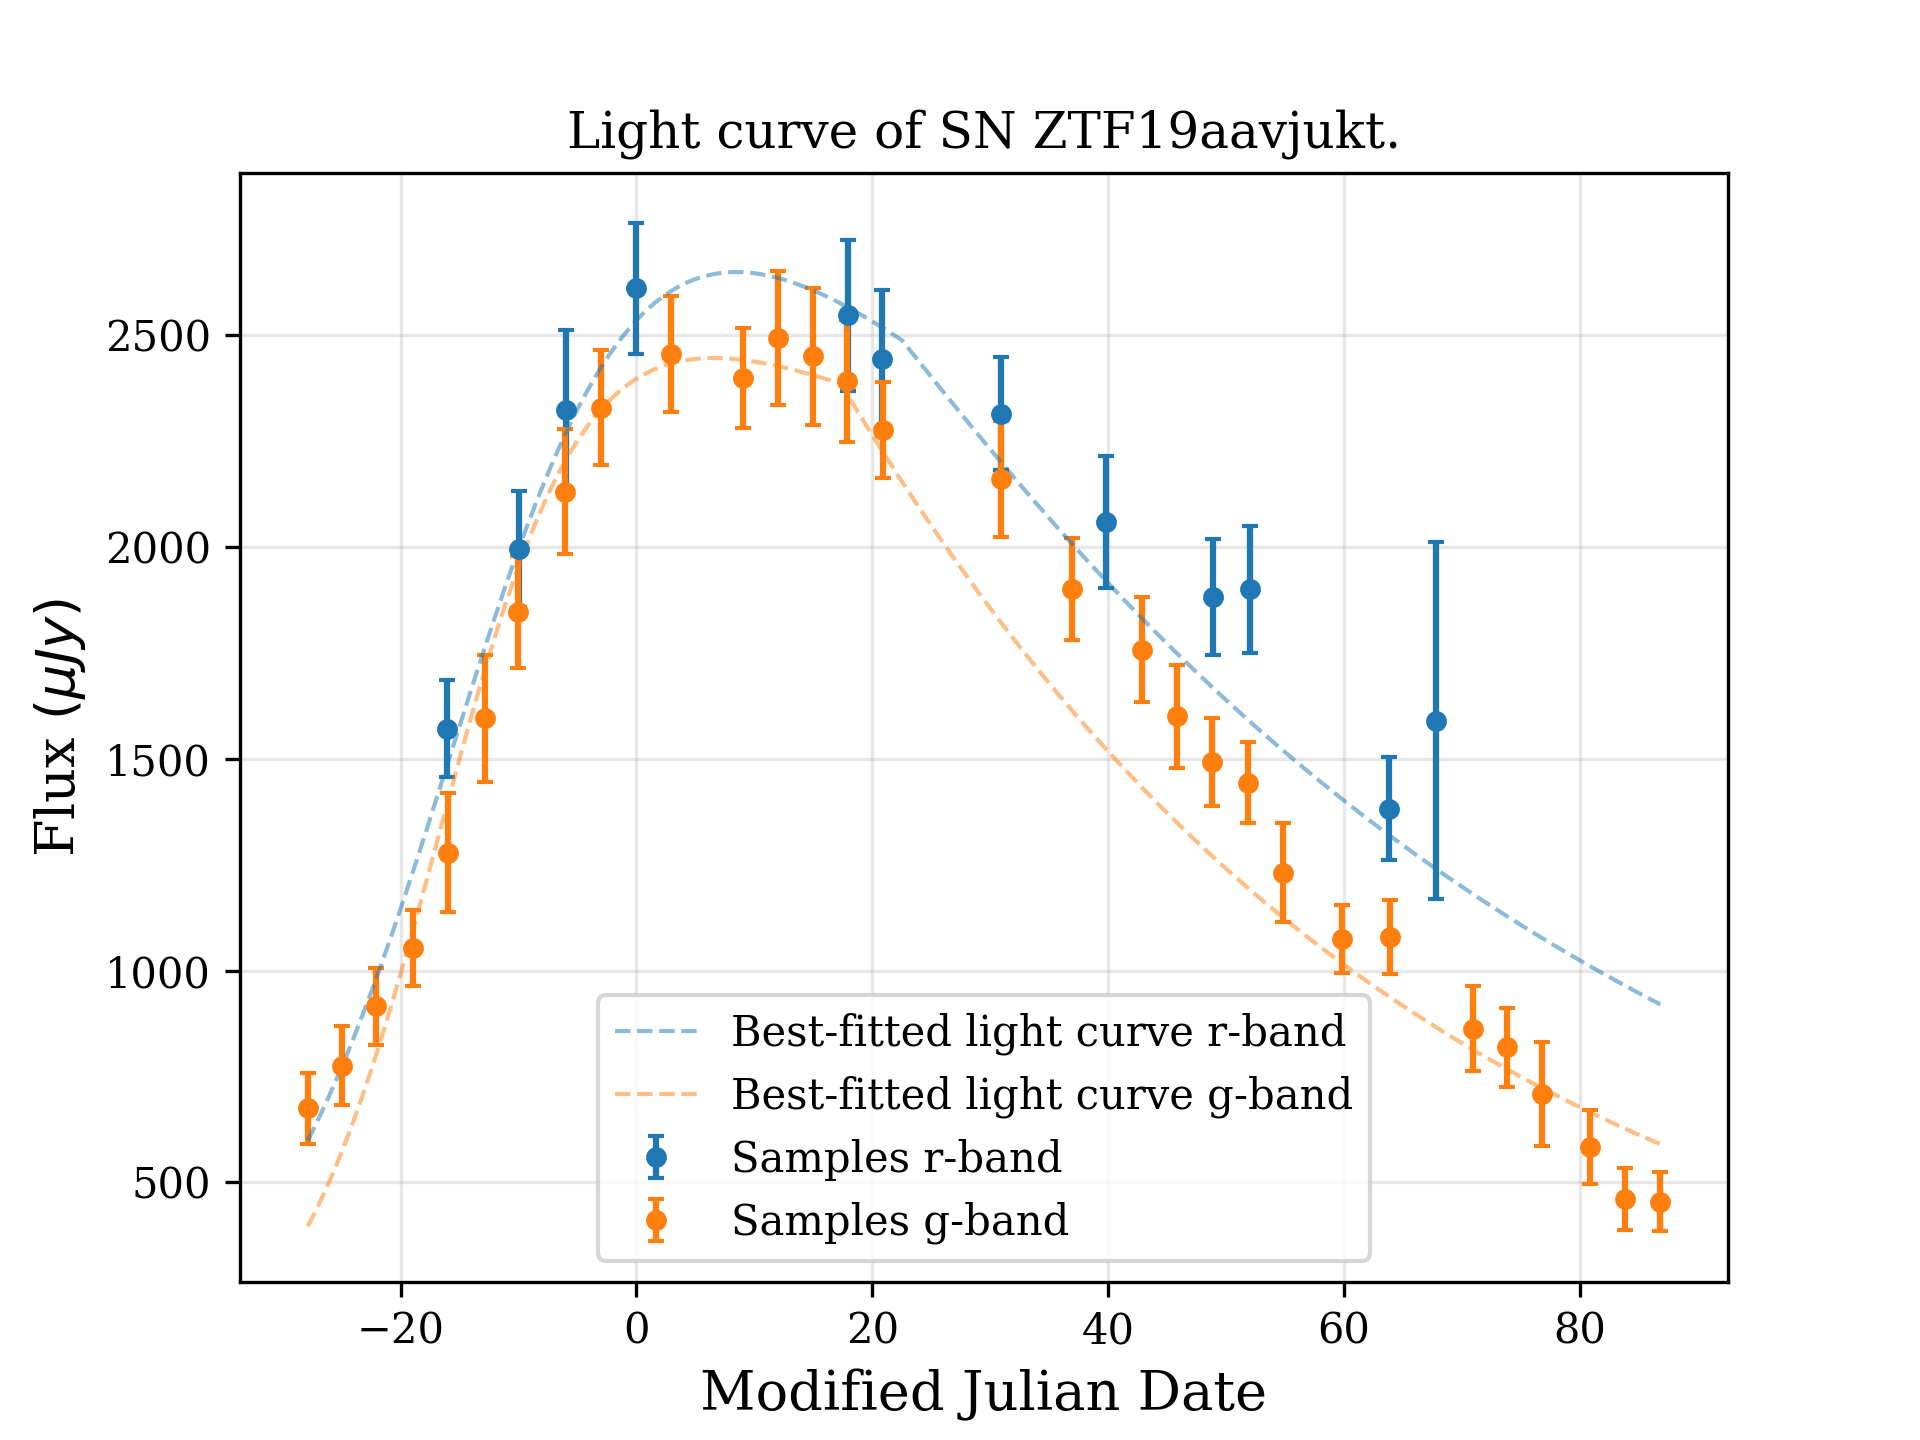 Light curve of SN ZTF19aavjukt.
Flux (μJy)
2500
2000
1500
1000
500
Best-fitted light curve r-band
Best-fitted light curve g-band
Samples r-band
Samples g-band
−20 0 20 40 60 80
Modified Julian Date